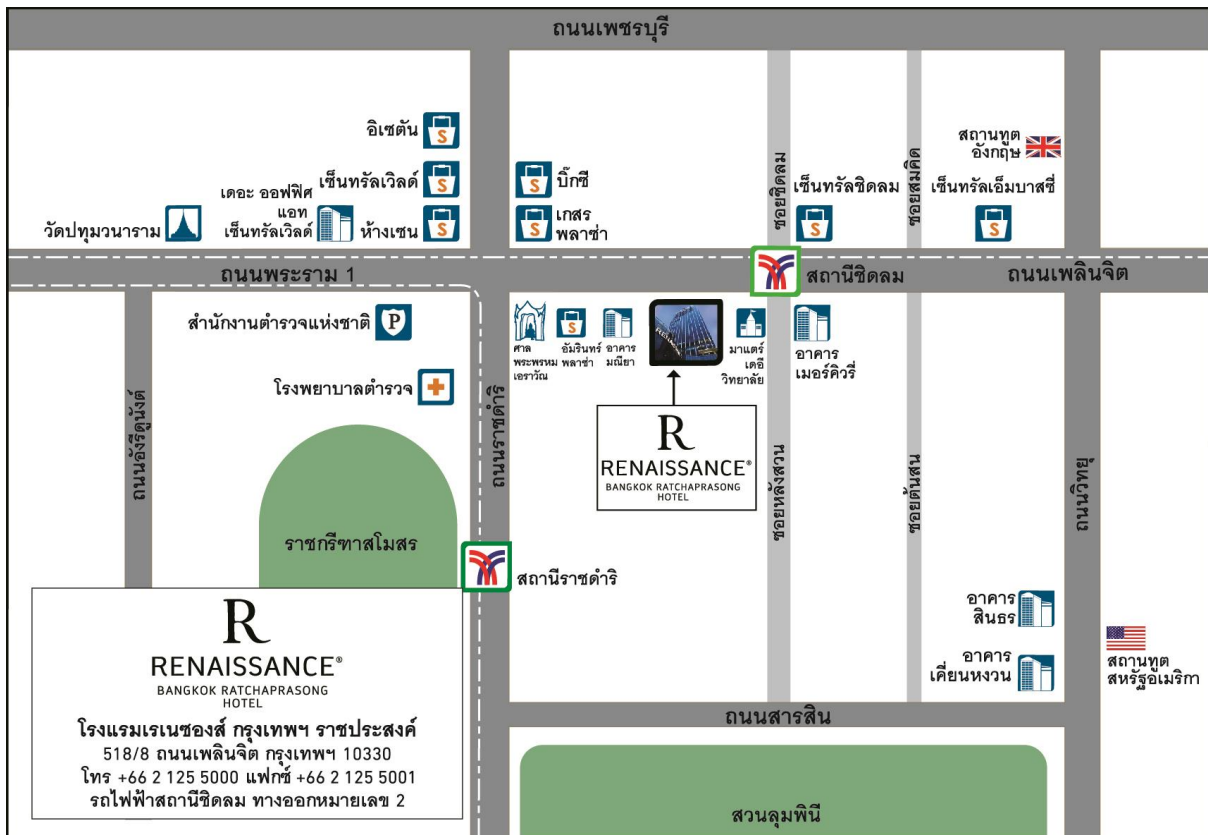 ถนนเพชรบุรี
อิเซตัน
เซ็นทรัลเวิลด์
เดอะ ออฟฟิศ
แอท
เซ็นทรัลเวิลด์
ห้างเซน
วัดปทุมวนาราม
บิ๊กซี
เกสร
พลาซ่า
ซอยชิดลม
เซ็นทรัลชิดลม
ซอยสมคิด
สถานทูต
อังกฤษ
เซ็นทรัลเอ็มบาสซี่
ถนนพระราม 1
สถานีชิดลม
ถนนเพลินจิต
สำนักงานตำรวจแห่งชาติ
P
โรงพยาบาลตำรวจ
ถนนอังรีดูนังต์
ถนนราชดำริ
ศาล
พระพรหม
เอราวัณ
อัมรินทร์
พลาซ่า
อาคาร
มณียา
มาแตร์
เดอี
วิทยาลัย
อาคาร
เมอร์คิวรี่
R
RENAISSANCE®
BANGKOK RATCHAPRASONG
HOTEL
ซอยหลังสวน
ซอยต้นสน
ถนนวิทยุ
ราชกรีฑาสโมสร
สถานีราชดำริ
อาคาร
สินธร
อาคาร
เคี่ยนหงวน
สถานทูต
สหรัฐอเมริกา
ถนนสารสิน
สวนลุมพินี
R
RENAISSANCE®
BANGKOK RATCHAPRASONG
HOTEL
โรงแรมเรเนซองส์ กรุงเทพฯ ราชประสงค์
518/8 ถนนเพลินจิต กรุงเทพฯ 10330
โทร +66 2 125 5000 แฟกซ์ +66 2 125 5001
รถไฟฟ้าสถานีชิดลม ทางออกหมายเลข 2